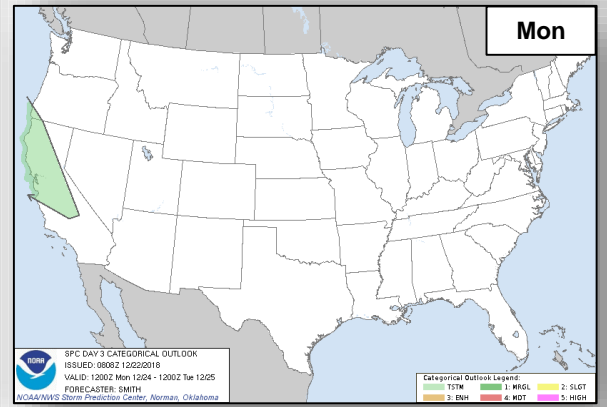 Mon
NOAA
SPC DAY 3 CATEGORICAL OUTLOOK
ISSUED: 0808Z 12/22/2018
VALID: 1200Z Mon 12/24 - 1200Z Tue 12/25
FORECASTER: SMITH
NOAA/NWS Storm Prediction Center, Norman, Oklahoma
Categorical Outlook Legend:
TSTM 1: MRGL 2: SLGT
3: ENH 4: MDT 5: HIGH